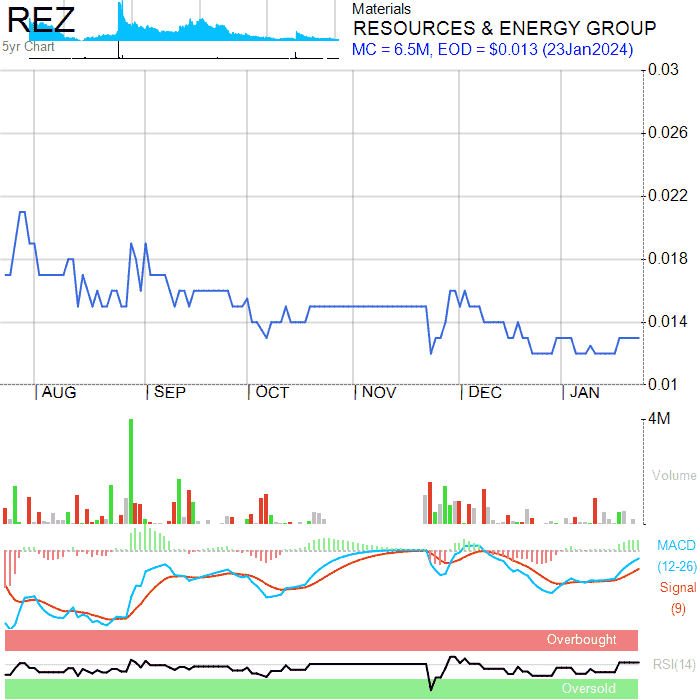 REZ
5yr Chart
Materials
RESOURCES & ENERGY GROUP
MC = 6.5M, EOD = $0.013 (23Jan2024)
0.03
0.026
0.022
0.018
0.014
0.01
AUG SEP OCT NOV DEC JAN
4M
Volume
MACD
(12-26)
Signal
(9)
Overbought
RSI(14)
Oversold